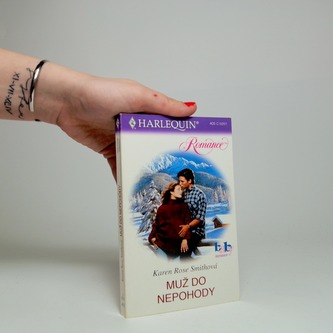 HARLEQUIN®
Romance
Karen Rose Smithová
MUŽ DO
NEPOHODY